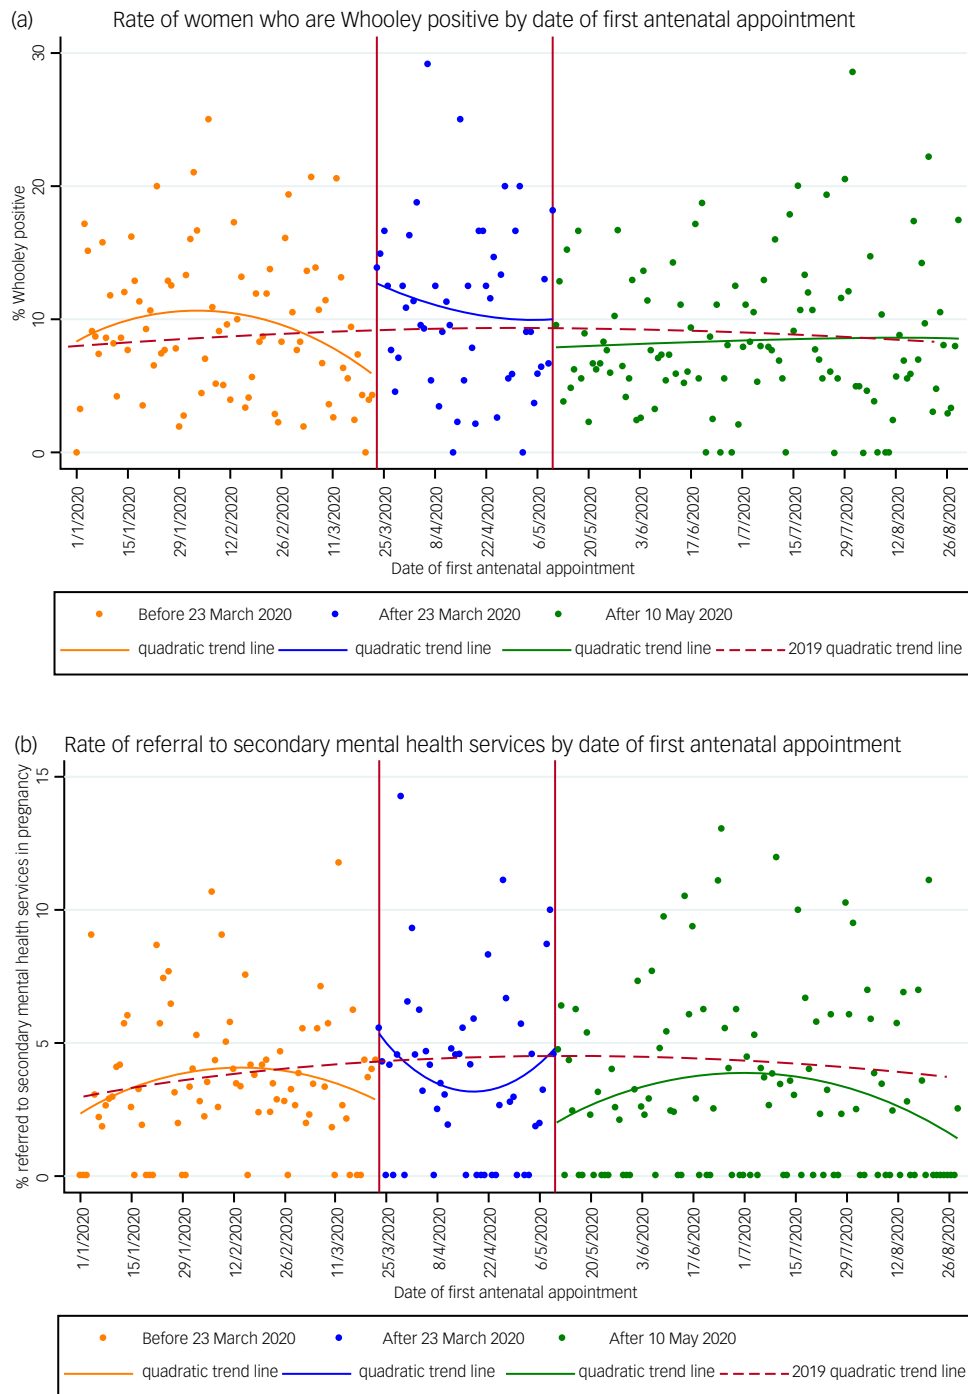 (a) Rate of women who are Whooley positive by date of first antenatal appointment
% Whooley positive
30
20
10
0
1/1/2020 15/1/2020 29/1/2020 12/2/2020 26/2/2020 11/3/2020 25/3/2020 8/4/2020 22/4/2020 6/5/2020 20/5/2020 3/6/2020 17/6/2020 1/7/2020 15/7/2020 29/7/2020 12/8/2020 26/8/2020
Date of first antenatal appointment
Before 23 March 2020 After 23 March 2020 After 10 May 2020
quadratic trend line quadratic trend line quadratic trend line 2019 quadratic trend line
(b) Rate of referral to secondary mental health services by date of first antenatal appointment
% referred to secondary mental health services in pregnancy
15
10
5
0
1/1/2020 15/1/2020 29/1/2020 12/2/2020 26/2/2020 11/3/2020 25/3/2020 8/4/2020 22/4/2020 6/5/2020 20/5/2020 3/6/2020 17/6/2020 1/7/2020 15/7/2020 29/7/2020 12/8/2020 26/8/2020
Date of first antenatal appointment
Before 23 March 2020 After 23 March 2020 After 10 May 2020
quadratic trend line quadratic trend line quadratic trend line 2019 quadratic trend line